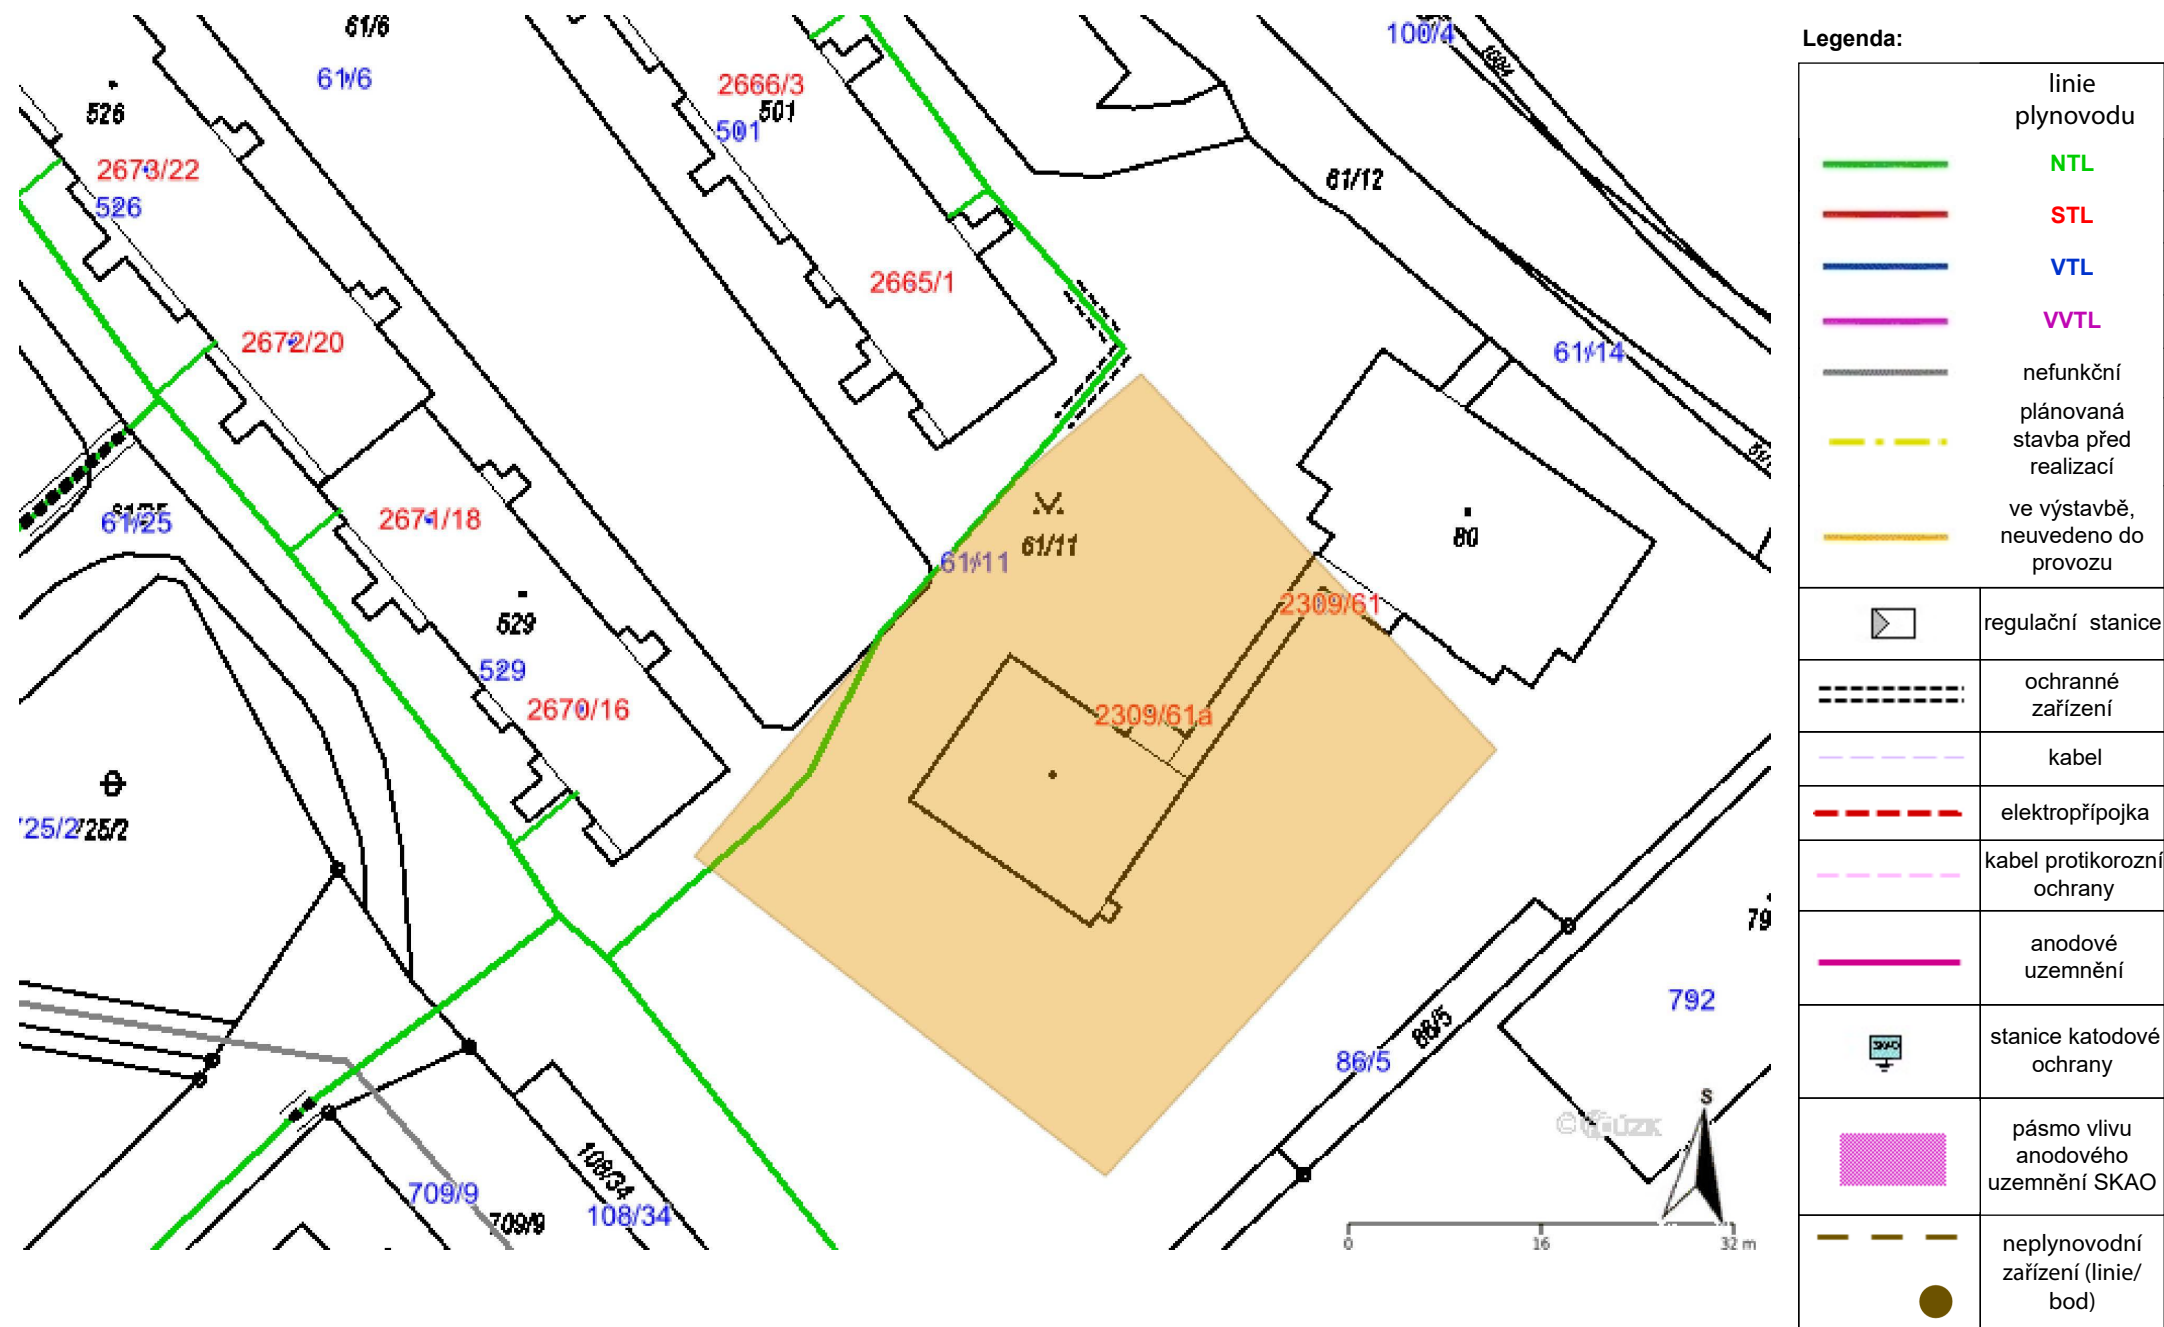 61/6
61/6
526
2673/22
526
2666/3
501
501
100/4
61/12
2672/20
2665/1
61/14
61/25
2671/18
61/11
61/11
80
529
529
2670/16
2309/61
2309/61a
725/2
792
86/5
86/5
709/9
709/9
108/34
108/34
S
0 16 32 m
Legenda:
linie
plynovodu
NTL
STL
VTL
VVTL
nefunkční
plánovaná
stavba před
realizací
ve výstavbě,
neuvedeno do
provozu
regulační stanice
ochranné
zařízení
kabel
elektropřípojka
kabel protikorozní
ochrany
anodové
uzemnění
SKAO
stanice katodové
ochrany
pásmo vlivu
anodového
uzemnění SKAO
neplynovodní
zařízení (linie/
bod)